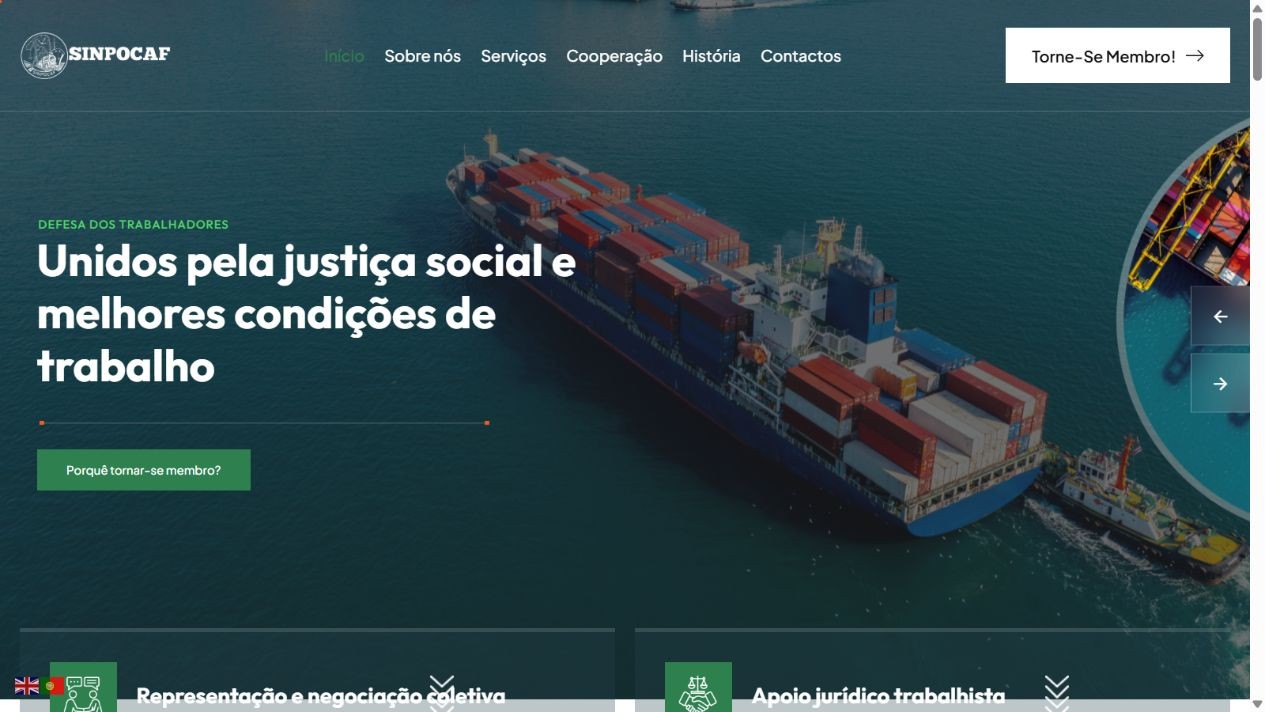 SINPOCAF
Início
Sobre nós
Serviços
Cooperação
História
Contactos
Torne-Se Membro!
DEFESA DOS TRABALHADORES
Unidos pela justiça social e
melhores condições de
trabalho
Porquê tornar-se membro?
Representação e negociação coletiva
Apoio jurídico trabalhista